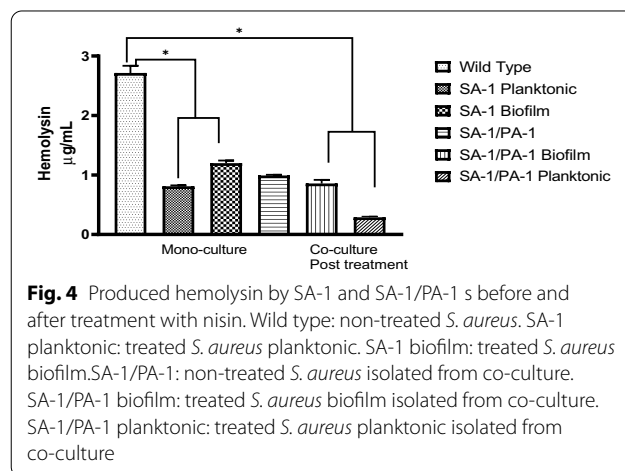 *
*
3
2
1
0
Hemolysin
µg/mL
Mono-culture
Co-culture
Post treatment
Wild Type
SA-1 Planktonic
SA-1 Biofilm
SA-1/PA-1
SA-1/PA-1 Biofilm
SA-1/PA-1 Planktonic
Fig. 4 Produced hemolysin by SA-1 and SA-1/PA-1 s before and
after treatment with nisin. Wild type: non-treated S. aureus. SA-1
planktonic: treated S. aureus planktonic. SA-1 biofilm: treated S. aureus
biofilm.SA-1/PA-1: non-treated S. aureus isolated from co-culture.
SA-1/PA-1 biofilm: treated S. aureus biofilm isolated from co-culture.
SA-1/PA-1 planktonic: treated S. aureus planktonic isolated from
co-culture